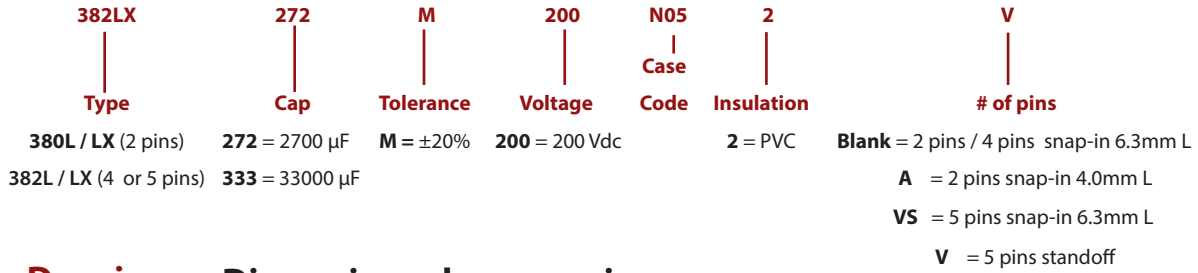 382LX 272 M 200 N05 2 V
Case
Type Cap Tolerance Voltage Code Insulation # of pins
380L / LX (2 pins) 272 = 2700 µF M = ±20% 200 = 200 Vdc 2 = PVC Blank = 2 pins / 4 pins snap-in 6.3mm L
382L / LX (4 or 5 pins) 333 = 33000 µF A = 2 pins snap-in 4.0mm L
VS = 5 pins snap-in 6.3mm L
V = 5 pins standoff